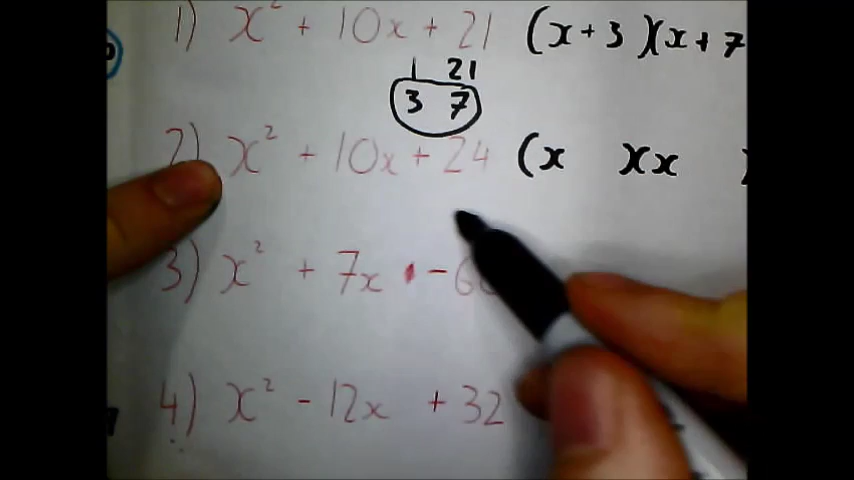 1) x² + 10x + 21 (x + 3)(x + 7
1 21
3 7
2) x² + 10x + 24 (x )(x )
3) x² + 7x - 6
4) x² - 12x + 32